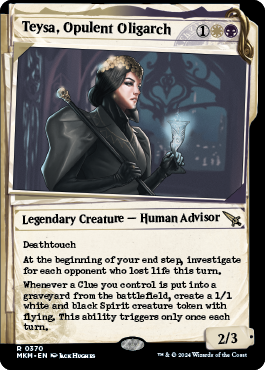 Teysa, Opulent Oligarch 1
Legendary Creature — Human Advisor
Deathtouch
At the beginning of your end step, investigate
for each opponent who lost life this turn.
Whenever a Clue you control is put into a
graveyard from the battlefield, create a 1/1
white and black Spirit creature token with
flying. This ability triggers only once each
turn.
2/3
R 0370
MKM • EN Jack Hughes
™ & © 2024 Wizards of the Coast